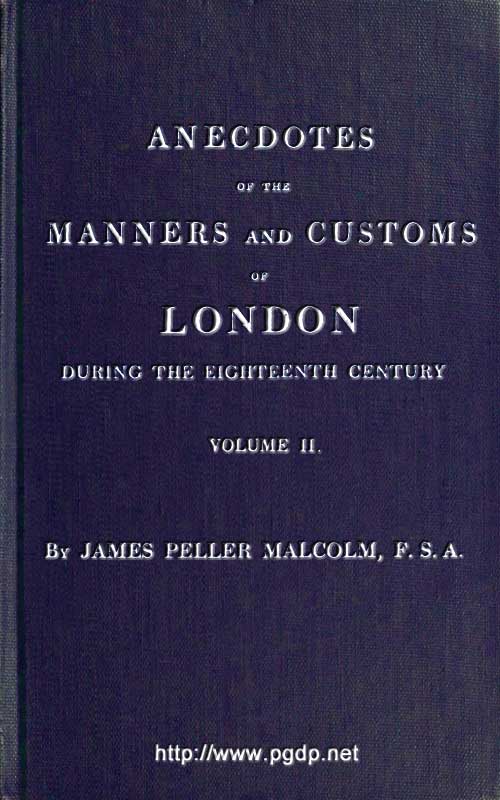 ANECDOTES
OF THE
MANNERS AND CUSTOMS
OF
LONDON
DURING THE EIGHTEENTH CENTURY
VOLUME II.
By JAMES PELLER MALCOLM, F. S. A.
http://www.pgdp.net